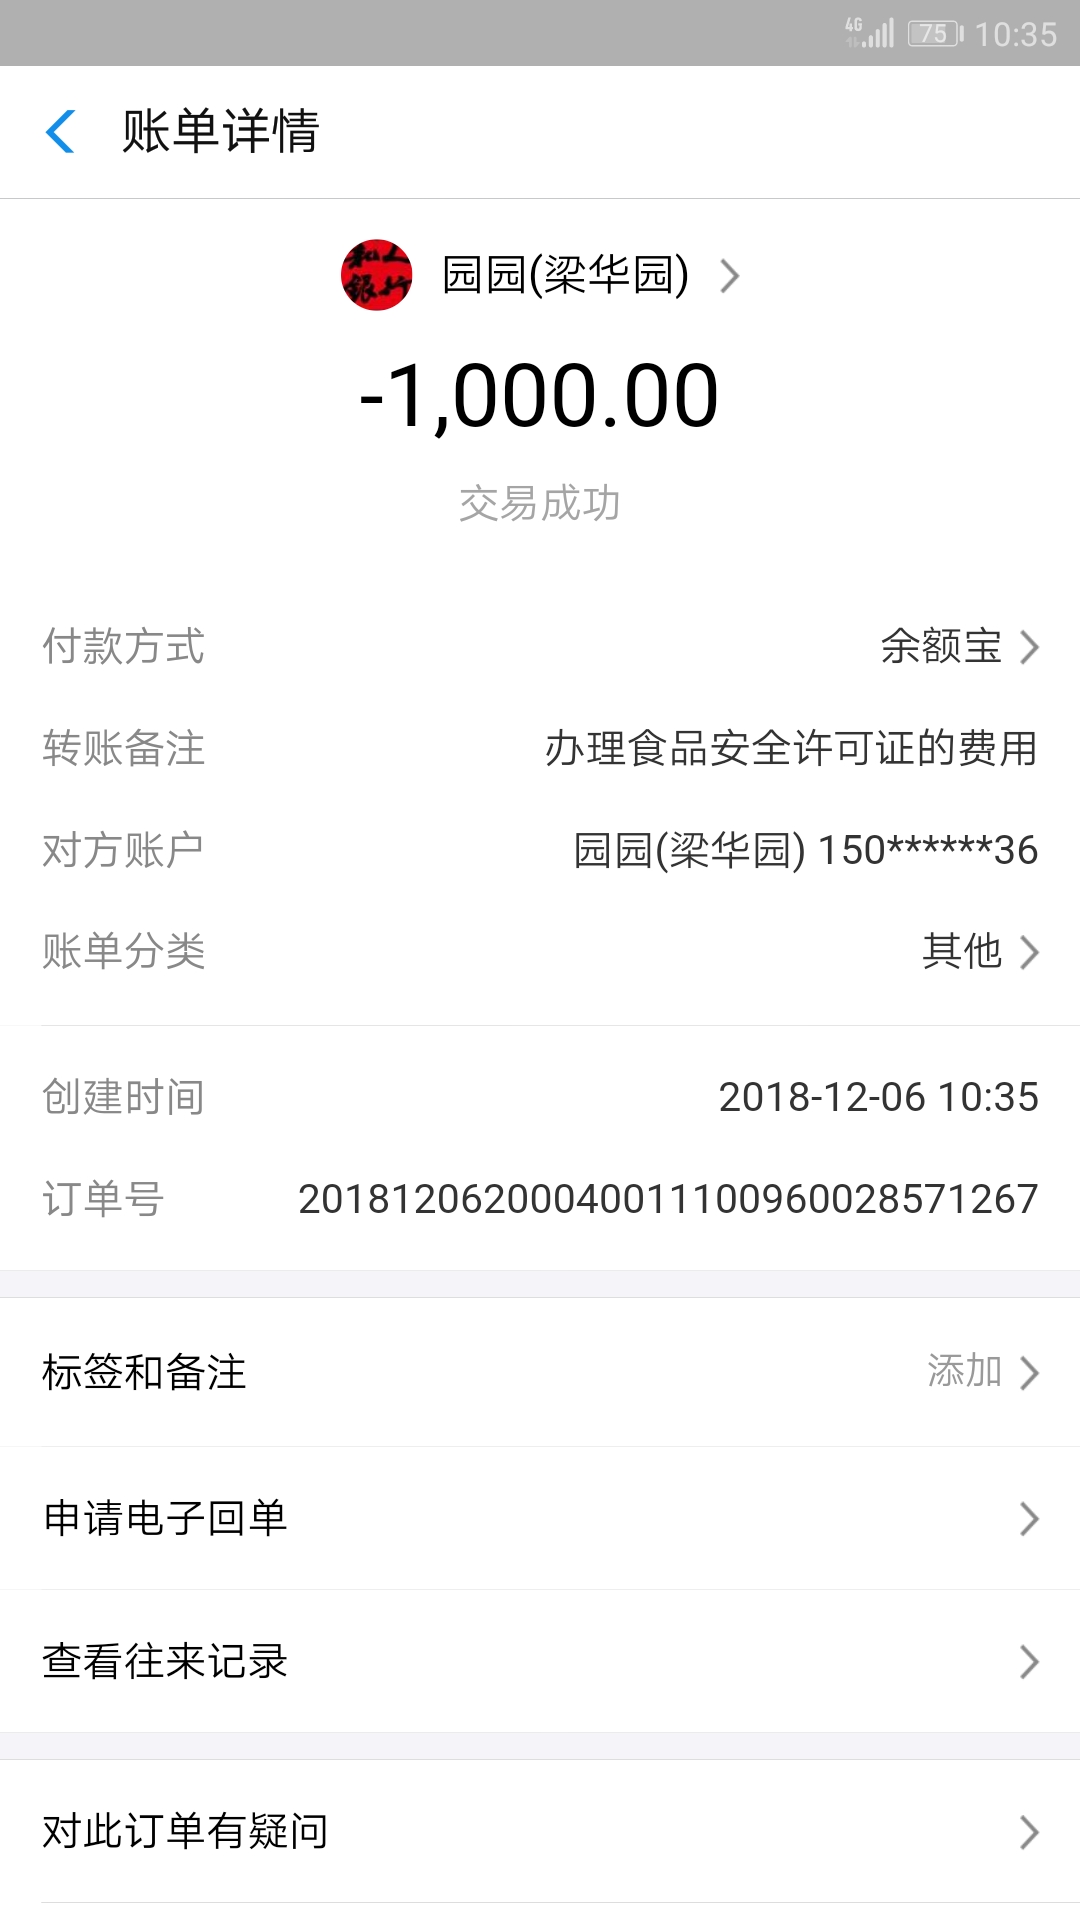 4G 75 10:35
账单详情
私人
銀行
园园(梁华园)
-1,000.00
交易成功
付款方式 余额宝
转账备注 办理食品安全许可证的费用
对方账户 园园(梁华园) 150******36
账单分类 其他
创建时间 2018-12-06 10:35
订单号 20181206200040011100960028571267
标签和备注 添加
申请电子回单
查看往来记录
对此订单有疑问